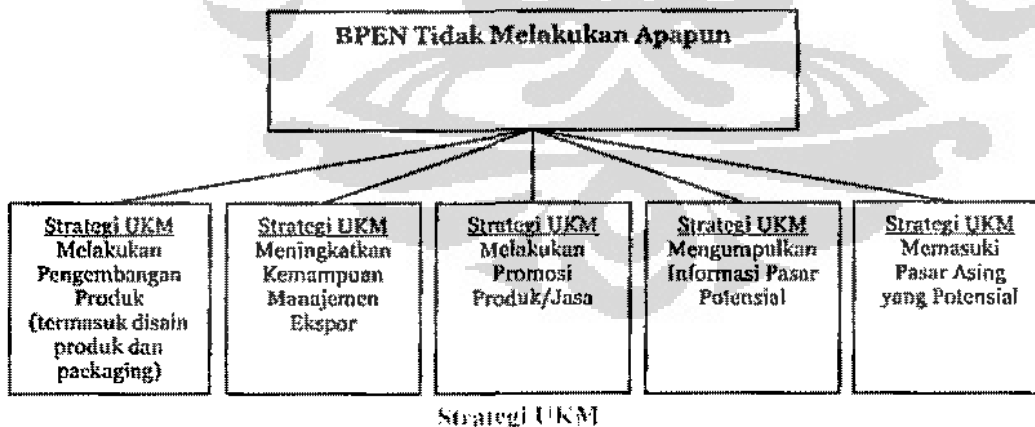 BPEN Tidak Melakukan Apapun
Strategi UKM
Melakukan
Pengembangan
Produk
(termasuk disain
produk dan
packaging)
Strategi UKM
Meningkatkan
Kemampuan
Manajemen
Ekspor
Strategi UKM
Melakukan
Promosi
Produk/Jasa
Strategi UKM
Mengumpulkan
Informasi Pasar
Potensial
Strategi UKM
Memasuki
Pasar Asing
yang Potensial
Strategi UKM